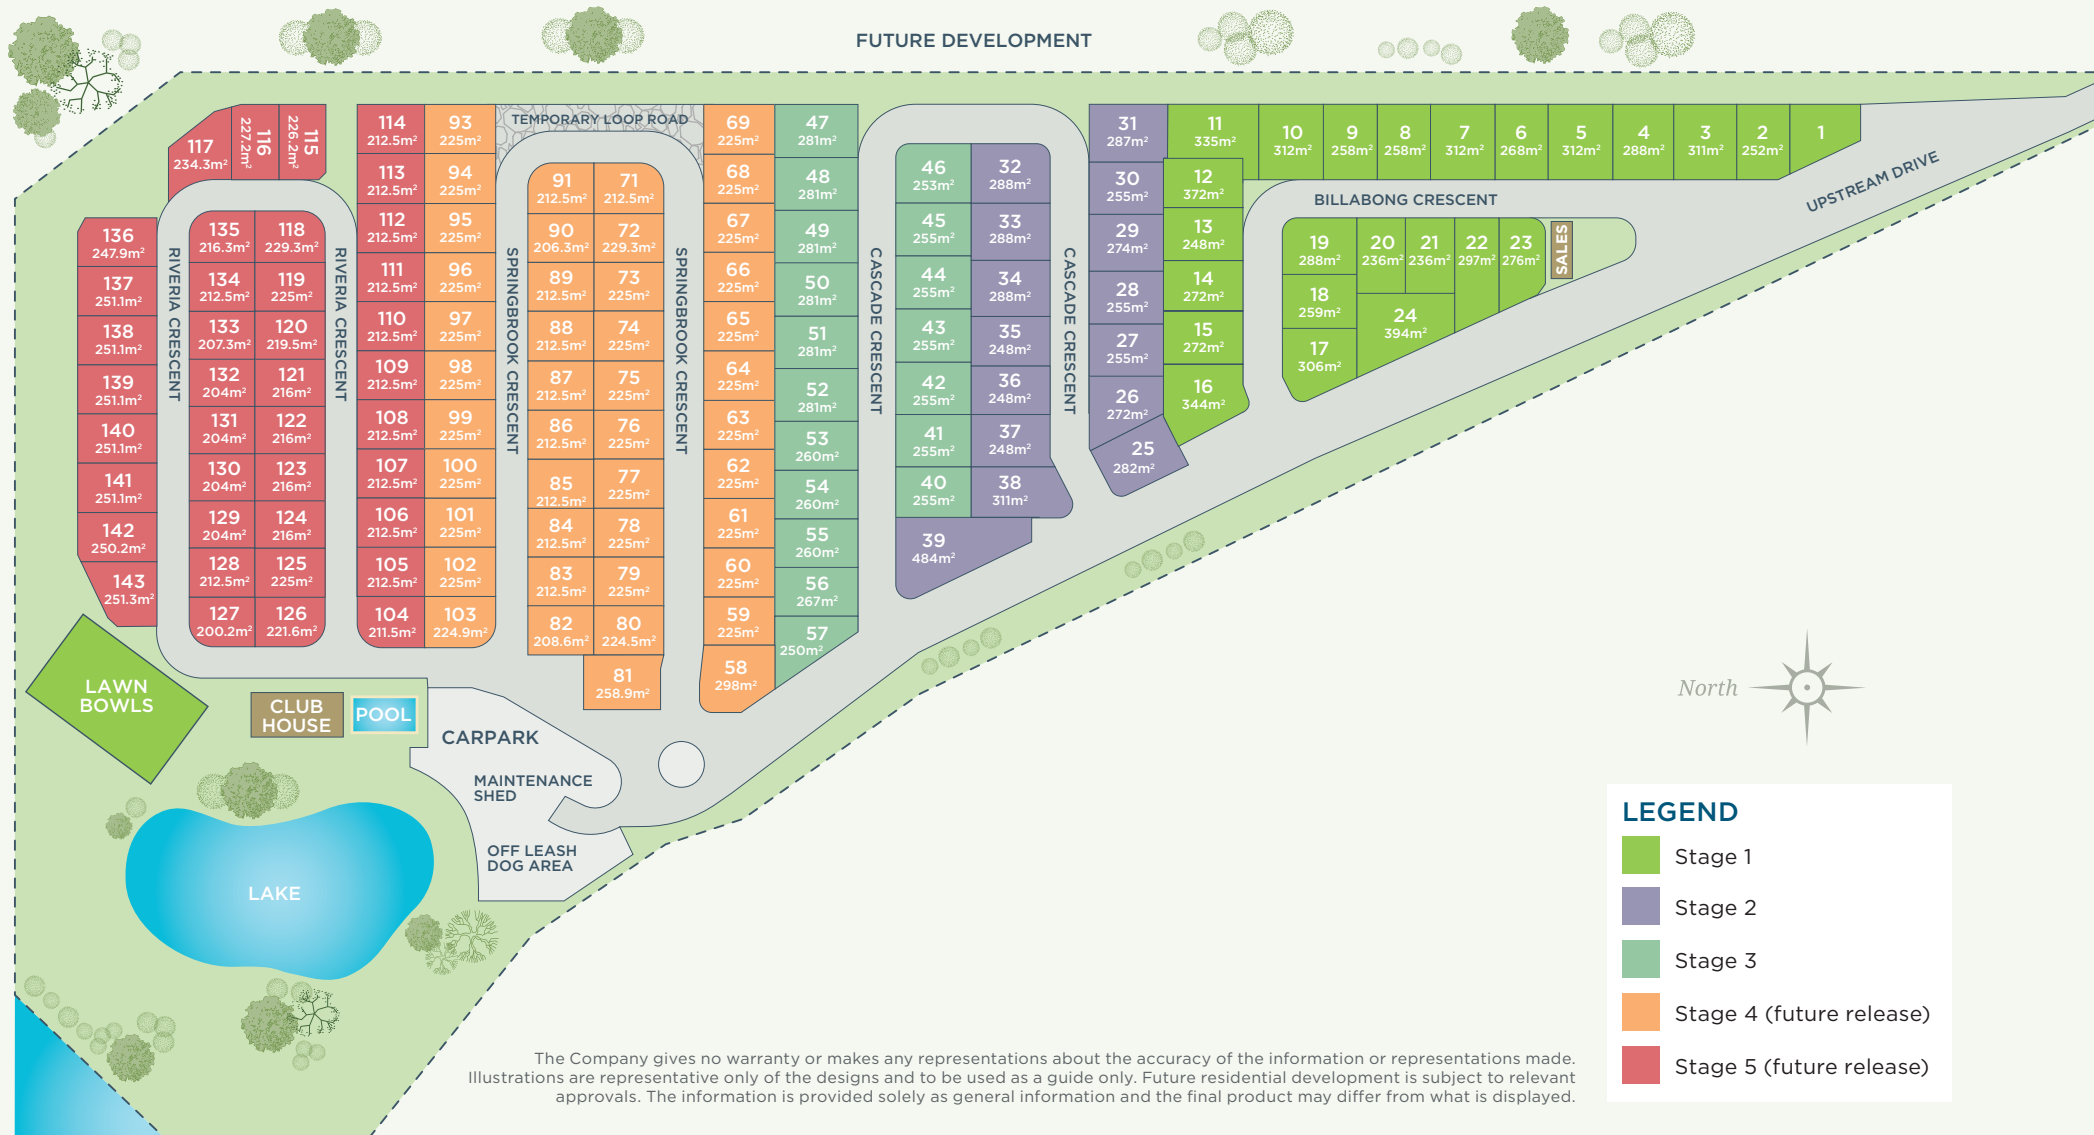 FUTURE DEVELOPMENT
TEMPORARY LOOP ROAD
117
234.3m²
116
227.2m²
115
226.2m²
114
212.5m²
113
212.5m²
112
212.5m²
111
212.5m²
110
212.5m²
109
212.5m²
108
212.5m²
107
212.5m²
106
212.5m²
105
212.5m²
104
211.5m²
93
225m²
94
225m²
95
225m²
96
225m²
97
225m²
98
225m²
99
225m²
100
225m²
101
225m²
102
225m²
103
224.9m²
136
247.9m²
137
251.1m²
138
251.1m²
139
251.1m²
140
251.1m²
141
251.1m²
142
250.2m²
143
251.3m²
RIVERIA CRESCENT
135
216.3m²
134
212.5m²
133
207.3m²
132
204m²
131
204m²
130
204m²
129
204m²
128
212.5m²
127
200.2m²
118
229.3m²
119
225m²
120
219.5m²
121
216m²
122
216m²
123
216m²
124
216m²
125
225m²
126
221.6m²
RIVERIA CRESCENT
SPRINGBROOK CRESCENT
91
212.5m²
90
206.3m²
89
212.5m²
88
212.5m²
87
212.5m²
86
212.5m²
85
212.5m²
84
212.5m²
83
212.5m²
82
208.6m²
71
212.5m²
72
229.3m²
73
225m²
74
225m²
75
225m²
76
225m²
77
225m²
78
225m²
79
225m²
80
224.5m²
81
258.9m²
SPRINGBROOK CRESCENT
69
225m²
68
225m²
67
225m²
66
225m²
65
225m²
64
225m²
63
225m²
62
225m²
61
225m²
60
225m²
59
225m²
58
298m²
47
281m²
48
281m²
49
281m²
50
281m²
51
281m²
52
281m²
53
260m²
54
260m²
55
260m²
56
267m²
57
250m²
CASCADE CRESCENT
46
253m²
45
255m²
44
255m²
43
255m²
42
255m²
41
255m²
40
255m²
39
484m²
32
288m²
33
288m²
34
288m²
35
248m²
36
248m²
37
248m²
38
311m²
CASCADE CRESCENT
31
287m²
30
255m²
29
274m²
28
255m²
27
255m²
26
272m²
25
282m²
11
335m²
12
372m²
13
248m²
14
272m²
15
272m²
16
344m²
10
312m²
9
258m²
8
258m²
7
312m²
6
268m²
5
312m²
4
288m²
3
311m²
2
252m²
1
BILLABONG CRESCENT
UPSTREAM DRIVE
19
288m²
18
259m²
17
306m²
20
236m²
21
236m²
22
297m²
23
276m²
24
394m²
SALES
LAWN
BOWLS
CLUB
HOUSE
POOL
CARPARK
MAINTENANCE
SHED
OFF LEASH
DOG AREA
LAKE
North
LEGEND
Stage 1
Stage 2
Stage 3
Stage 4 (future release)
Stage 5 (future release)
The Company gives no warranty or makes any representations about the accuracy of the information or representations made.
Illustrations are representative only of the designs and to be used as a guide only. Future residential development is subject to relevant
approvals. The information is provided solely as general information and the final product may differ from what is displayed.